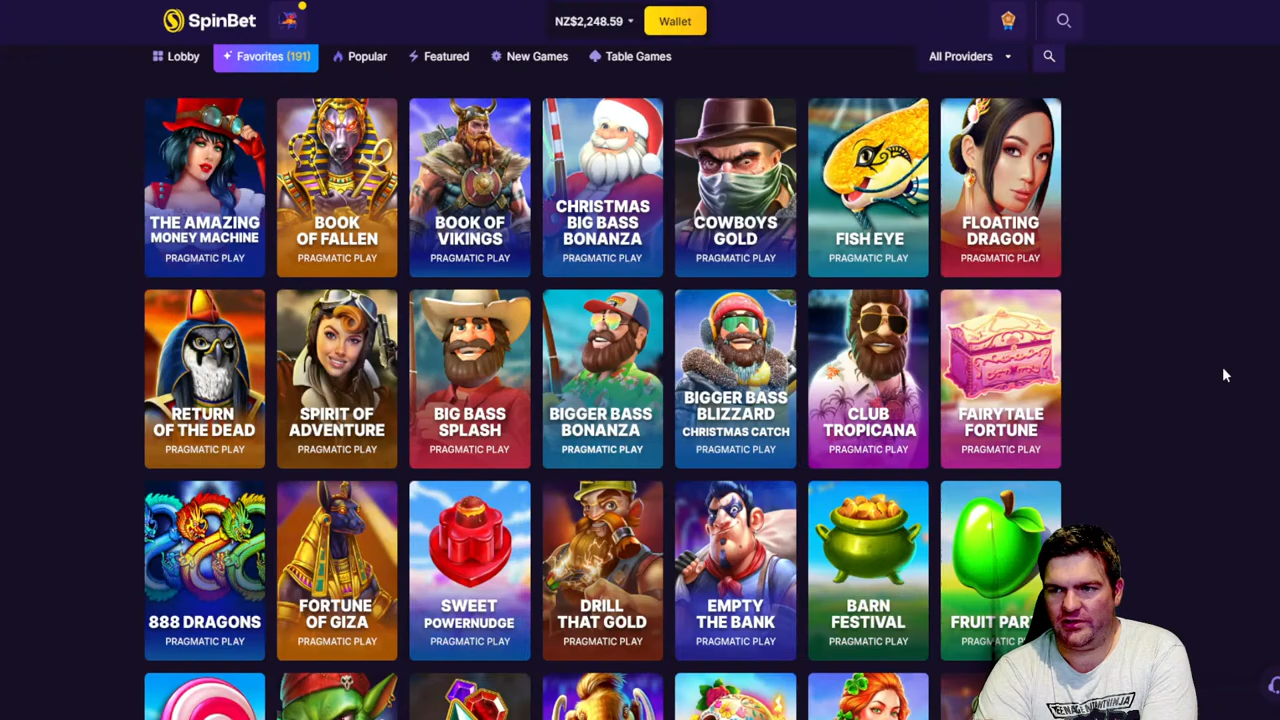 SpinBet
NZ$2,248.59
Wallet
Lobby
Favorites (191)
Popular
Featured
New Games
Table Games
All Providers
THE AMAZING
MONEY MACHINE
PRAGMATIC PLAY
BOOK
OF FALLEN
PRAGMATIC PLAY
BOOK OF
VIKINGS
PRAGMATIC PLAY
CHRISTMAS
BIG BASS
BONANZA
PRAGMATIC PLAY
COWBOYS
GOLD
PRAGMATIC PLAY
FISH EYE
PRAGMATIC PLAY
FLOATING
DRAGON
PRAGMATIC PLAY
RETURN
OF THE DEAD
PRAGMATIC PLAY
SPIRIT OF
ADVENTURE
PRAGMATIC PLAY
BIG BASS
SPLASH
PRAGMATIC PLAY
BIGGER BASS
BONANZA
PRAGMATIC PLAY
BIGGER BASS
BLIZZARD
CHRISTMAS CATCH
PRAGMATIC PLAY
CLUB
TROPICANA
PRAGMATIC PLAY
FAIRYTALE
FORTUNE
PRAGMATIC PLAY
888 DRAGONS
PRAGMATIC PLAY
FORTUNE
OF GIZA
PRAGMATIC PLAY
SWEET
POWERNUDGE
PRAGMATIC PLAY
DRILL
THAT GOLD
PRAGMATIC PLAY
EMPTY
THE BANK
PRAGMATIC PLAY
BARN
FESTIVAL
PRAGMATIC PLAY
FRUIT PAR
PRAGMAT
TEENAGE